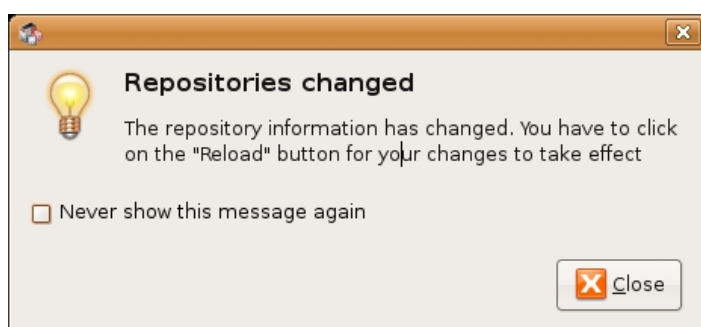 Repositories changed
The repository information has changed. You have to click
on the "Reload" button for your changes to take effect
Never show this message again
Close